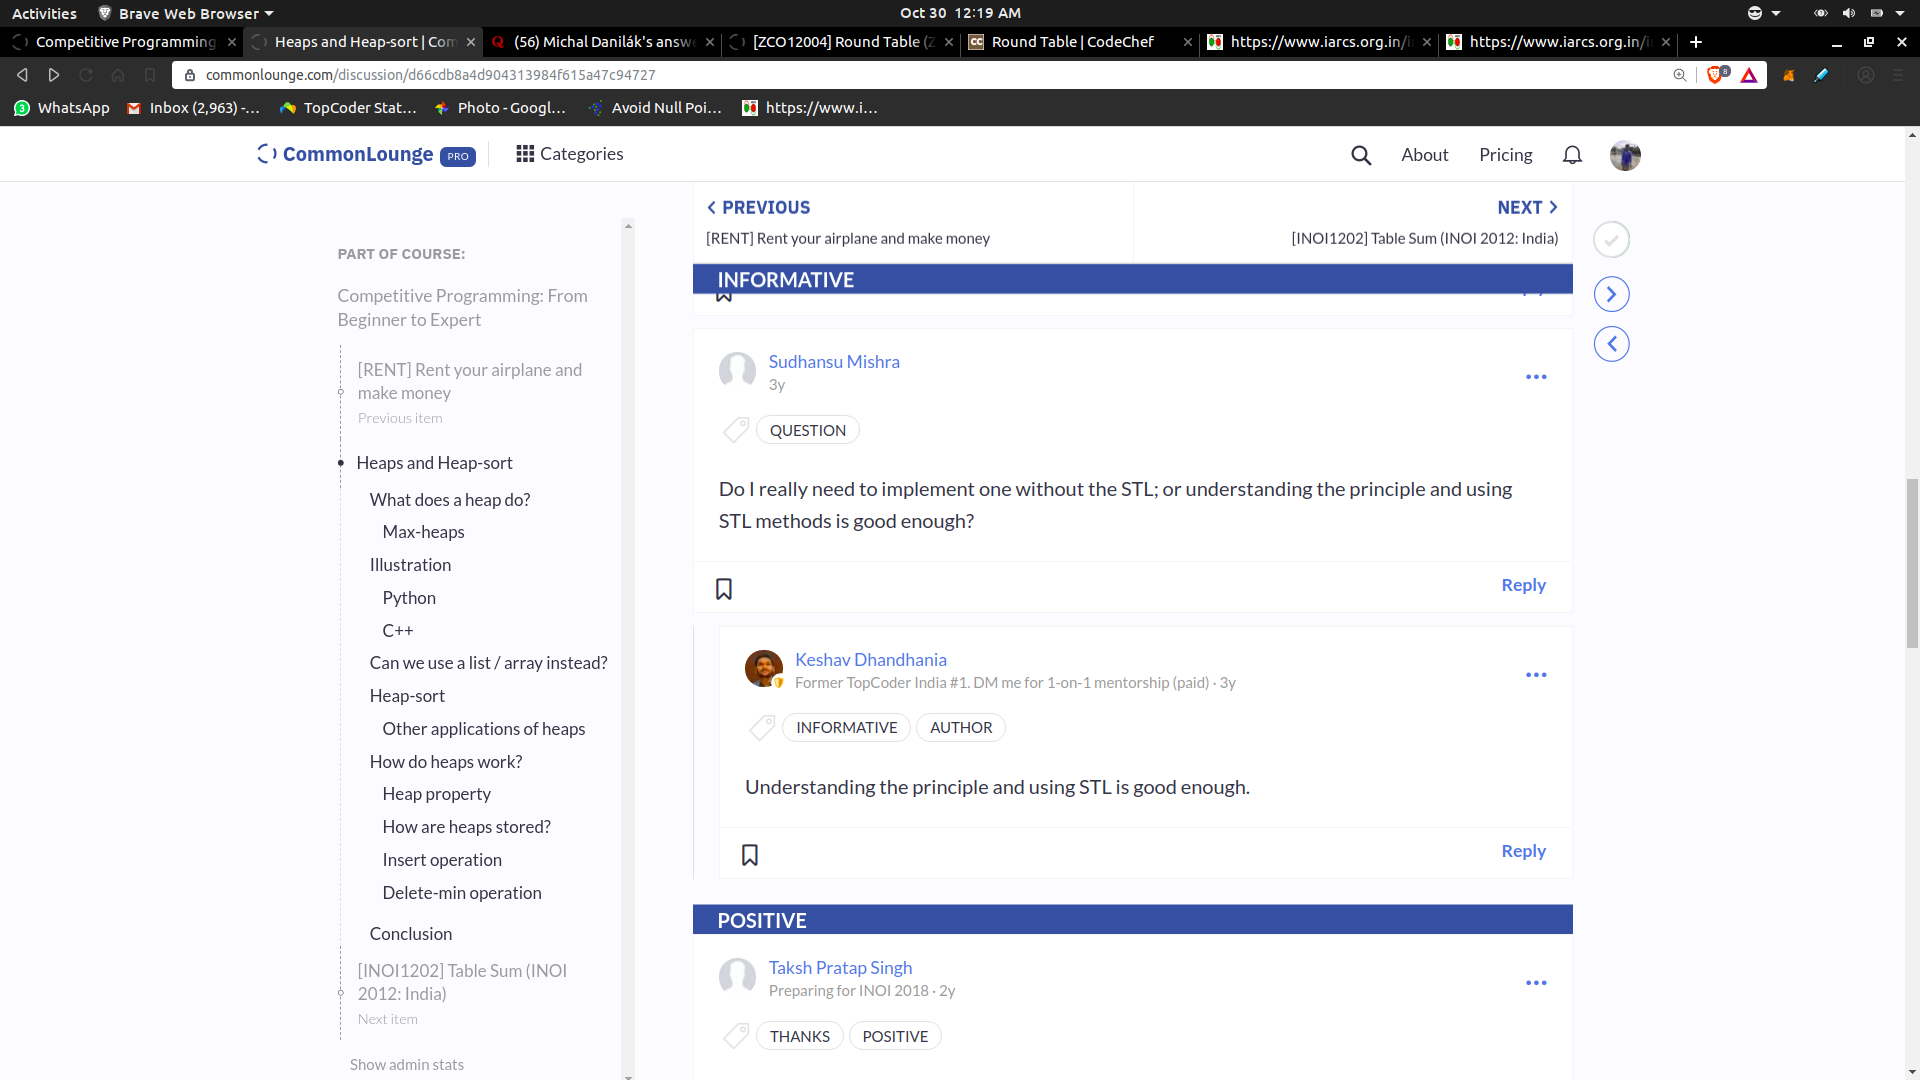 Activities
Brave Web Browser
Oct 30 12:19 AM
Competitive Programming
Heaps and Heap-sort | Com
(56) Michal Danilák's answe
[ZCO12004] Round Table (Z
Round Table | CodeChef
https://www.iarcs.org.in/i
https://www.iarcs.org.in/i
commonlounge.com/discussion/d66cdb8a4d904313984f615a47c94727
8
3
WhatsApp
Inbox (2,963) -...
TopCoder Stat...
Photo - Googl...
Avoid Null Poi...
https://www.i...
CommonLounge PRO
Categories
About
Pricing
PREVIOUS
NEXT
[RENT] Rent your airplane and make money
[INOI1202] Table Sum (INOI 2012: India)
INFORMATIVE
PART OF COURSE:
Competitive Programming: From
Beginner to Expert
[RENT] Rent your airplane and
make money
Previous item
Heaps and Heap-sort
What does a heap do?
Max-heaps
Illustration
Python
C++
Can we use a list / array instead?
Heap-sort
Other applications of heaps
How do heaps work?
Heap property
How are heaps stored?
Insert operation
Delete-min operation
Conclusion
[INOI1202] Table Sum (INOI
2012: India)
Next item
Show admin stats
Sudhansu Mishra
3y
QUESTION
Do I really need to implement one without the STL; or understanding the principle and using
STL methods is good enough?
Reply
Keshav Dhandhania
Former TopCoder India #1. DM me for 1-on-1 mentorship (paid) · 3y
INFORMATIVE
AUTHOR
Understanding the principle and using STL is good enough.
Reply
POSITIVE
Taksh Pratap Singh
Preparing for INOI 2018 · 2y
THANKS
POSITIVE